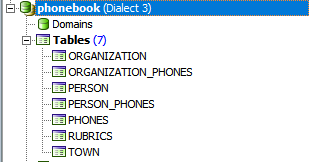 phonebook (Dialect 3)
Domains
Tables (7)
ORGANIZATION
ORGANIZATION_PHONES
PERSON
PERSON_PHONES
PHONES
RUBRICS
TOWN